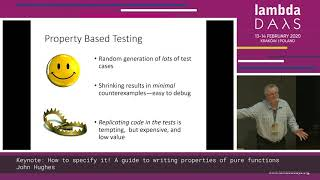 Property Based Testing
• Random generation of lots of test
cases
• Shrinking results in minimal
counterexamples—easy to debug
• Replicating code in the tests is
tempting, but expensive, and
low value
lambda
DAYS
13-14 FEBRUARY 2020
KRAKOW | POLAND
Keynote: How to specify it! A guide to writing properties of pure functions
John Hughes